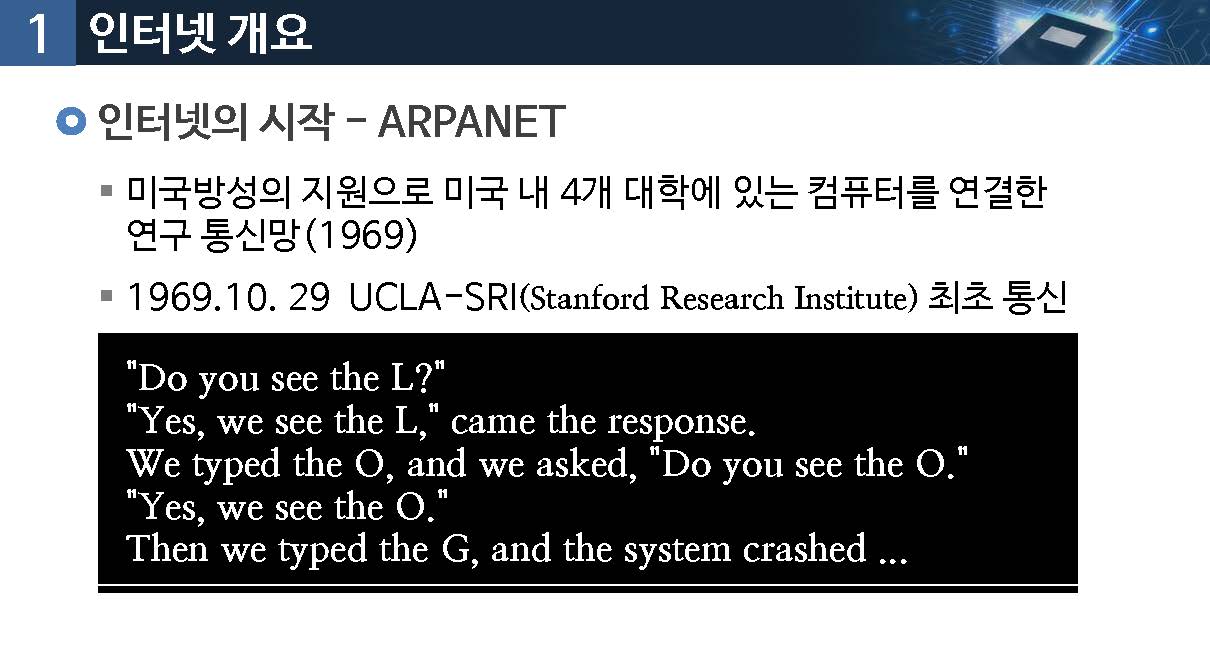 1 인터넷 개요
인터넷의 시작 - ARPANET
미국방성의 지원으로 미국 내 4개 대학에 있는 컴퓨터를 연결한
연구 통신망(1969)
1969.10. 29 UCLA-SRI(Stanford Research Institute) 최초 통신
"Do you see the L?"
"Yes, we see the L," came the response.
We typed the O, and we asked, "Do you see the O."
"Yes, we see the O."
Then we typed the G, and the system crashed ...